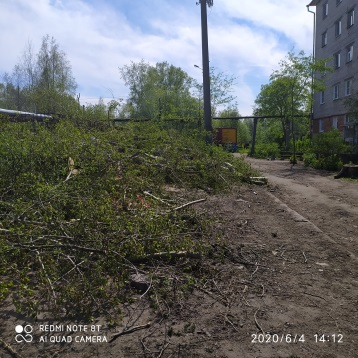 REDMI NOTE 8T
AI QUAD CAMERA
2020/6/4 14:12